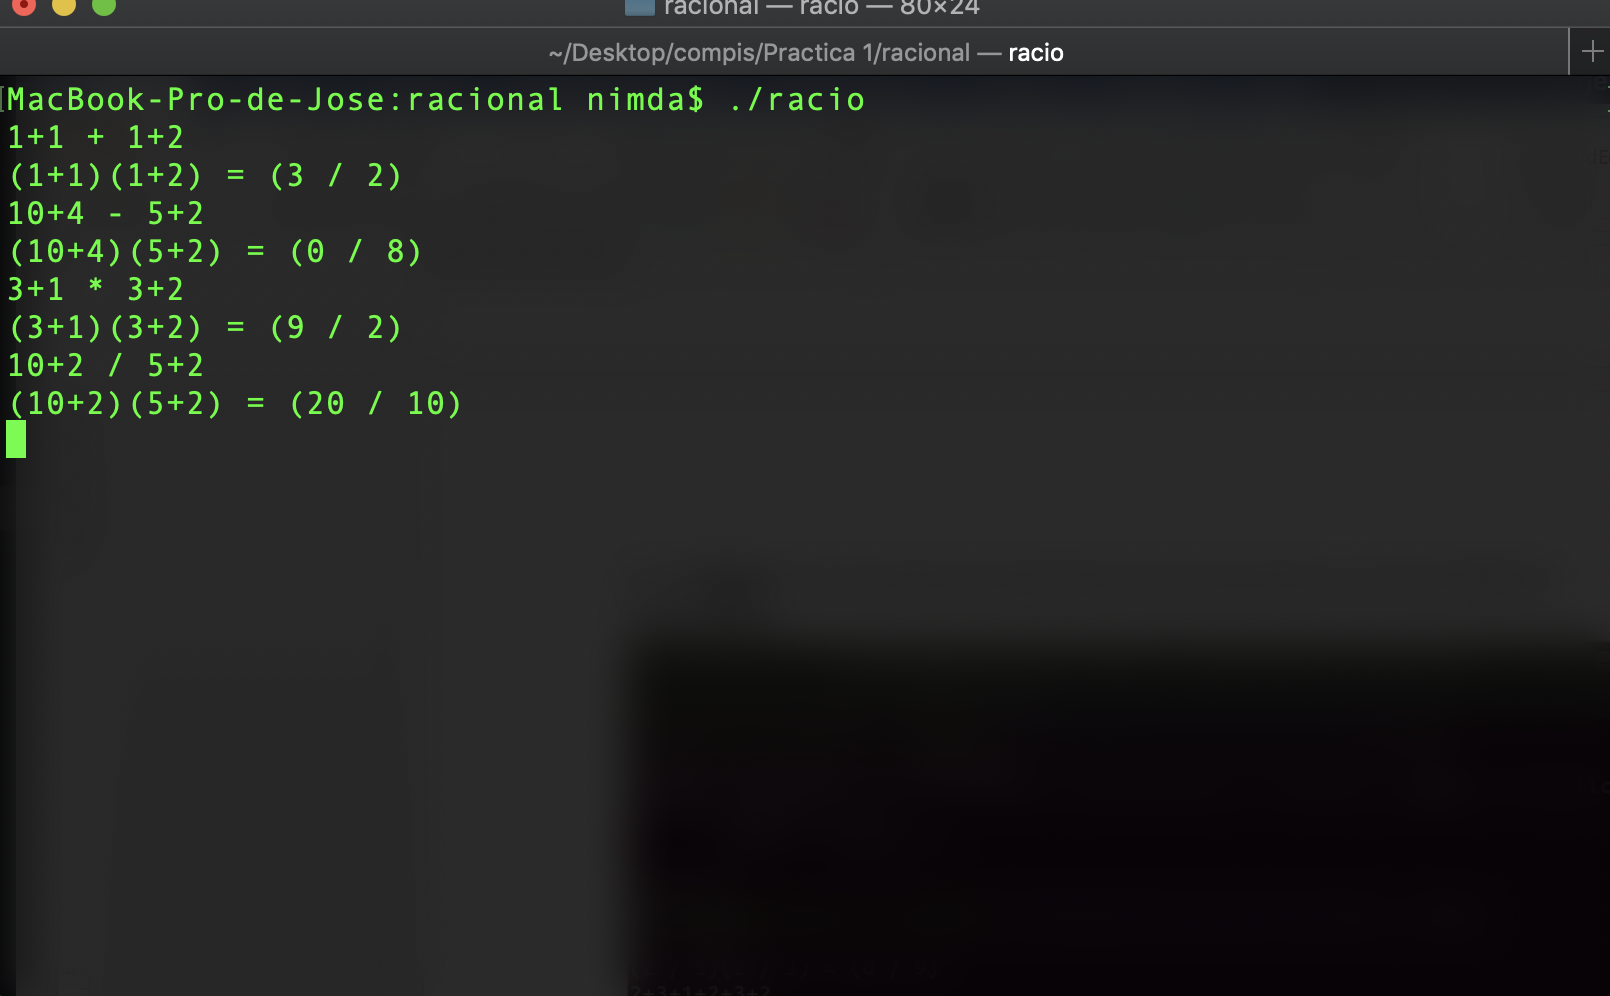 racional — racio — 80×24
~/Desktop/compis/Practica 1/racional — racio
MacBook-Pro-de-Jose:racional nimda$ ./racio
1+1 + 1+2
(1+1)(1+2) = (3 / 2)
10+4 - 5+2
(10+4)(5+2) = (0 / 8)
3+1 * 3+2
(3+1)(3+2) = (9 / 2)
10+2 / 5+2
(10+2)(5+2) = (20 / 10)